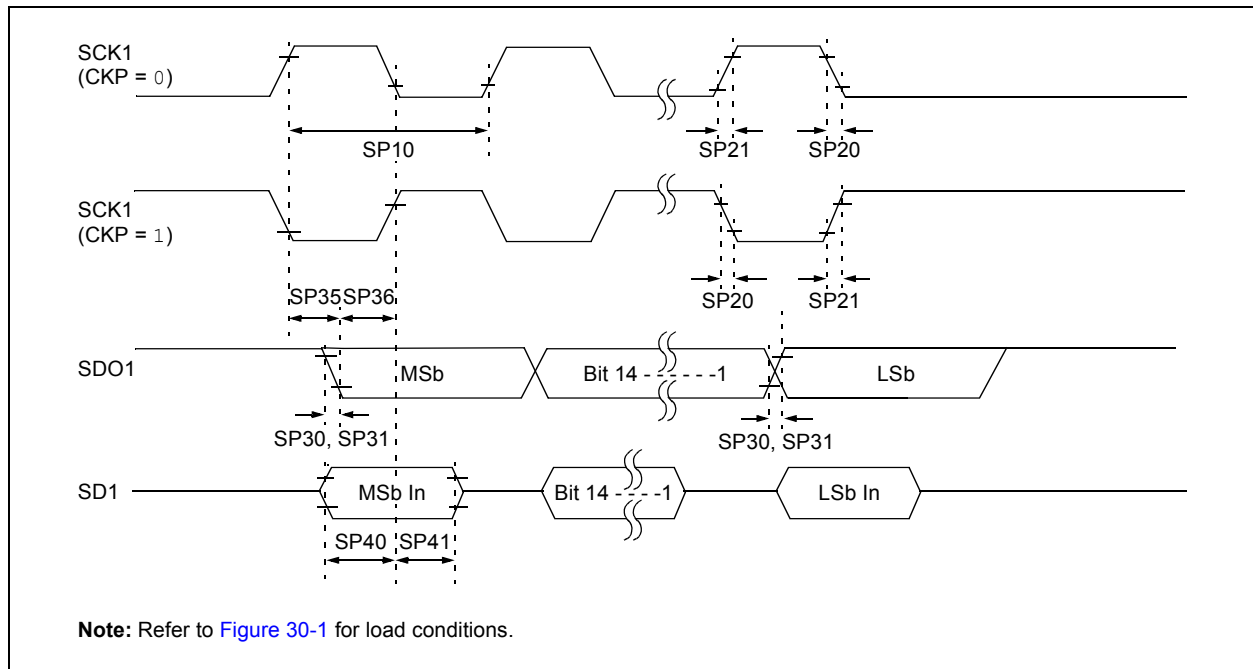 SCK1
(CKP = 0)
SP10
SP21
SP20
SCK1
(CKP = 1)
SP35
SP36
SP20
SP21
SDO1
MSb
Bit 14 - - - - - -1
LSb
SP30, SP31
SP30, SP31
SD1
MSb In
Bit 14 - - - -1
LSb In
SP40
SP41
Note: Refer to Figure 30-1 for load conditions.